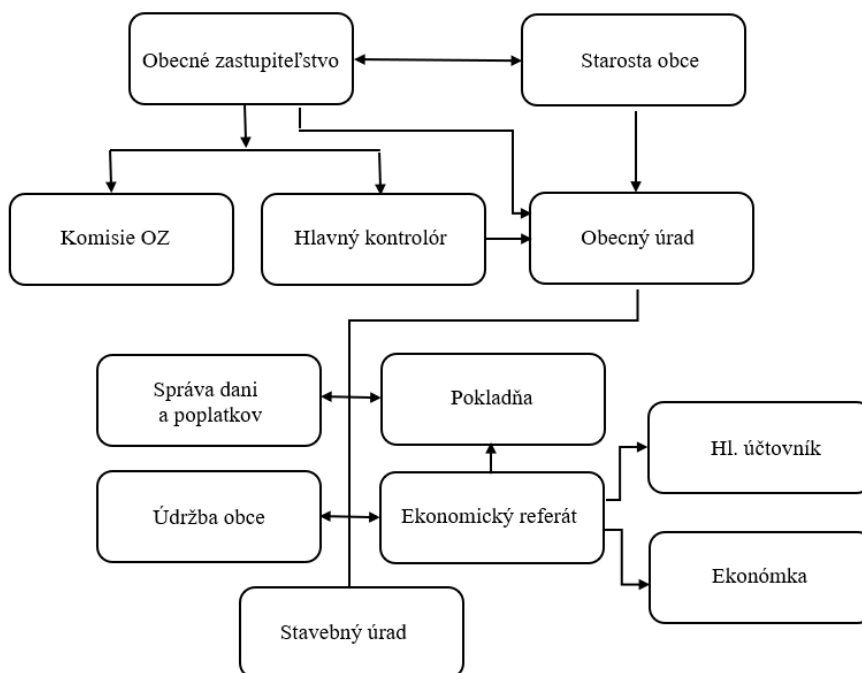 Obecné zastupiteľstvo
Starosta obce
Komisie OZ
Hlavný kontrolór
Obecný úrad
Správa dani
a poplatkov
Pokladňa
Hl. účtovník
Údržba obce
Ekonomický referát
Ekonómka
Stavebný úrad